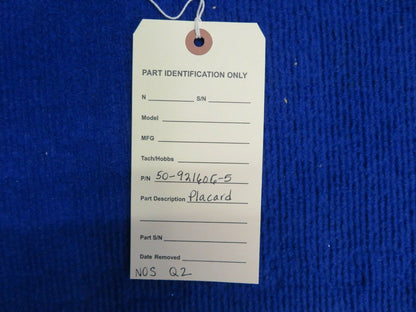 PART IDENTIFICATION ONLY
N S/N
Model
MFG
Tach/Hobbs
P/N 50-921606-5
Part Description Placard
Part S/N
Date Removed
NOS Q2